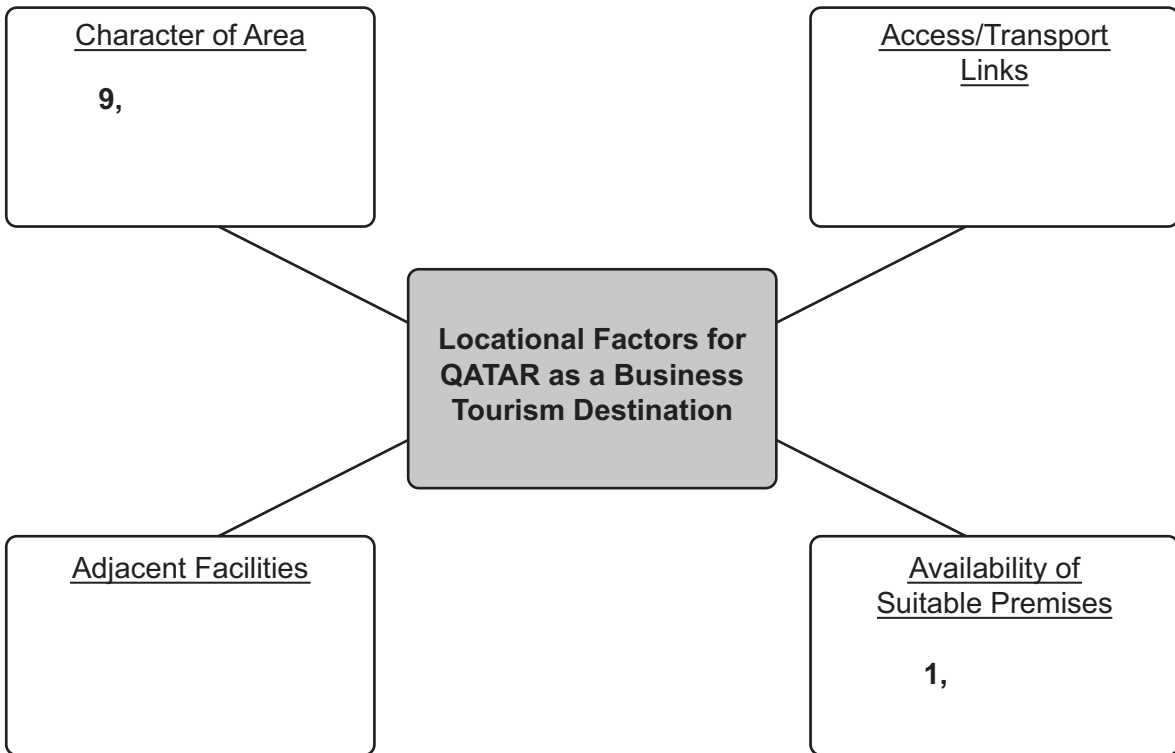 Character of Area
9,
Access/Transport
Links
Locational Factors for
QATAR as a Business
Tourism Destination
Adjacent Facilities
Availability of
Suitable Premises
1,